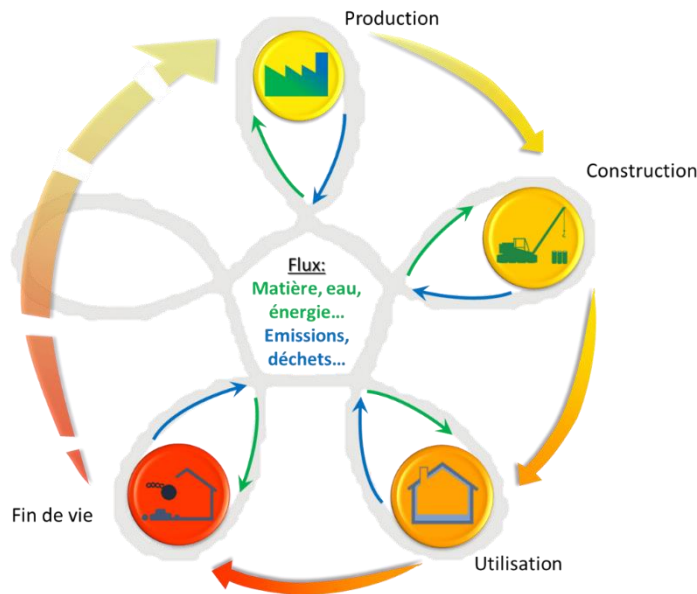 Production
Construction
Flux:
Matière, eau,
énergie...
Emissions,
déchets...
Fin de vie
Utilisation